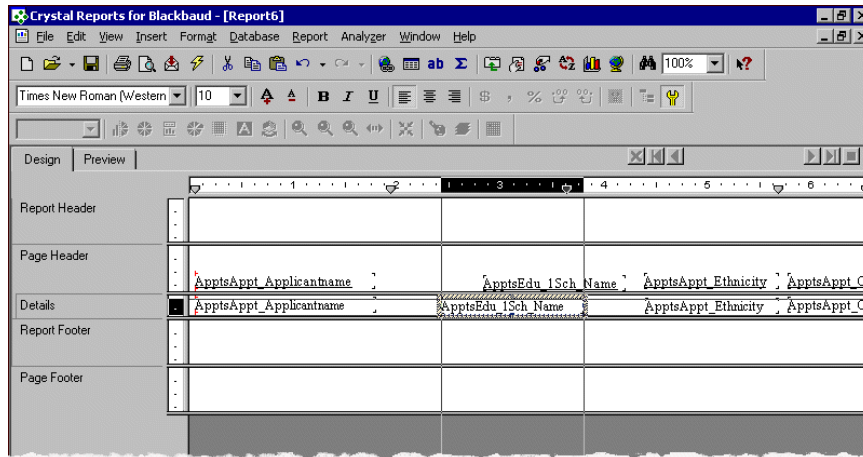 Crystal Reports for Blackbaud - [Report6]
File Edit View Insert Format Database Report Analyzer Window Help
100%
Times New Roman (Western 10 B I U $ , %
Design Preview
1 2 3 4 5 6
Report Header
Page Header
ApptsAppt_Applicantname ApptsEdu_1Sch_Name ApptsAppt_Ethnicity ApptsAppt_C
Details ApptsAppt_Applicantname ApptsEdu_1Sch_Name ApptsAppt_Ethnicity ApptsAppt_C
Report Footer
Page Footer